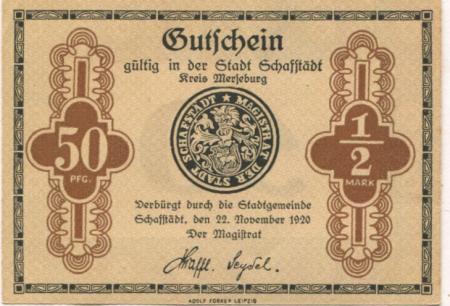 Gutschein
gültig in der Stadt Schafstädt
Kreis Merseburg
50
PFG.
MAGISTRAT DER STADT SCHAFSTÄDT
1/2
MARK
Verbürgt durch die Stadtgemeinde
Schafstädt, den 22. November 1920
Der Magistrat
Seydel.
ADOLF FORKER LEIPZIG